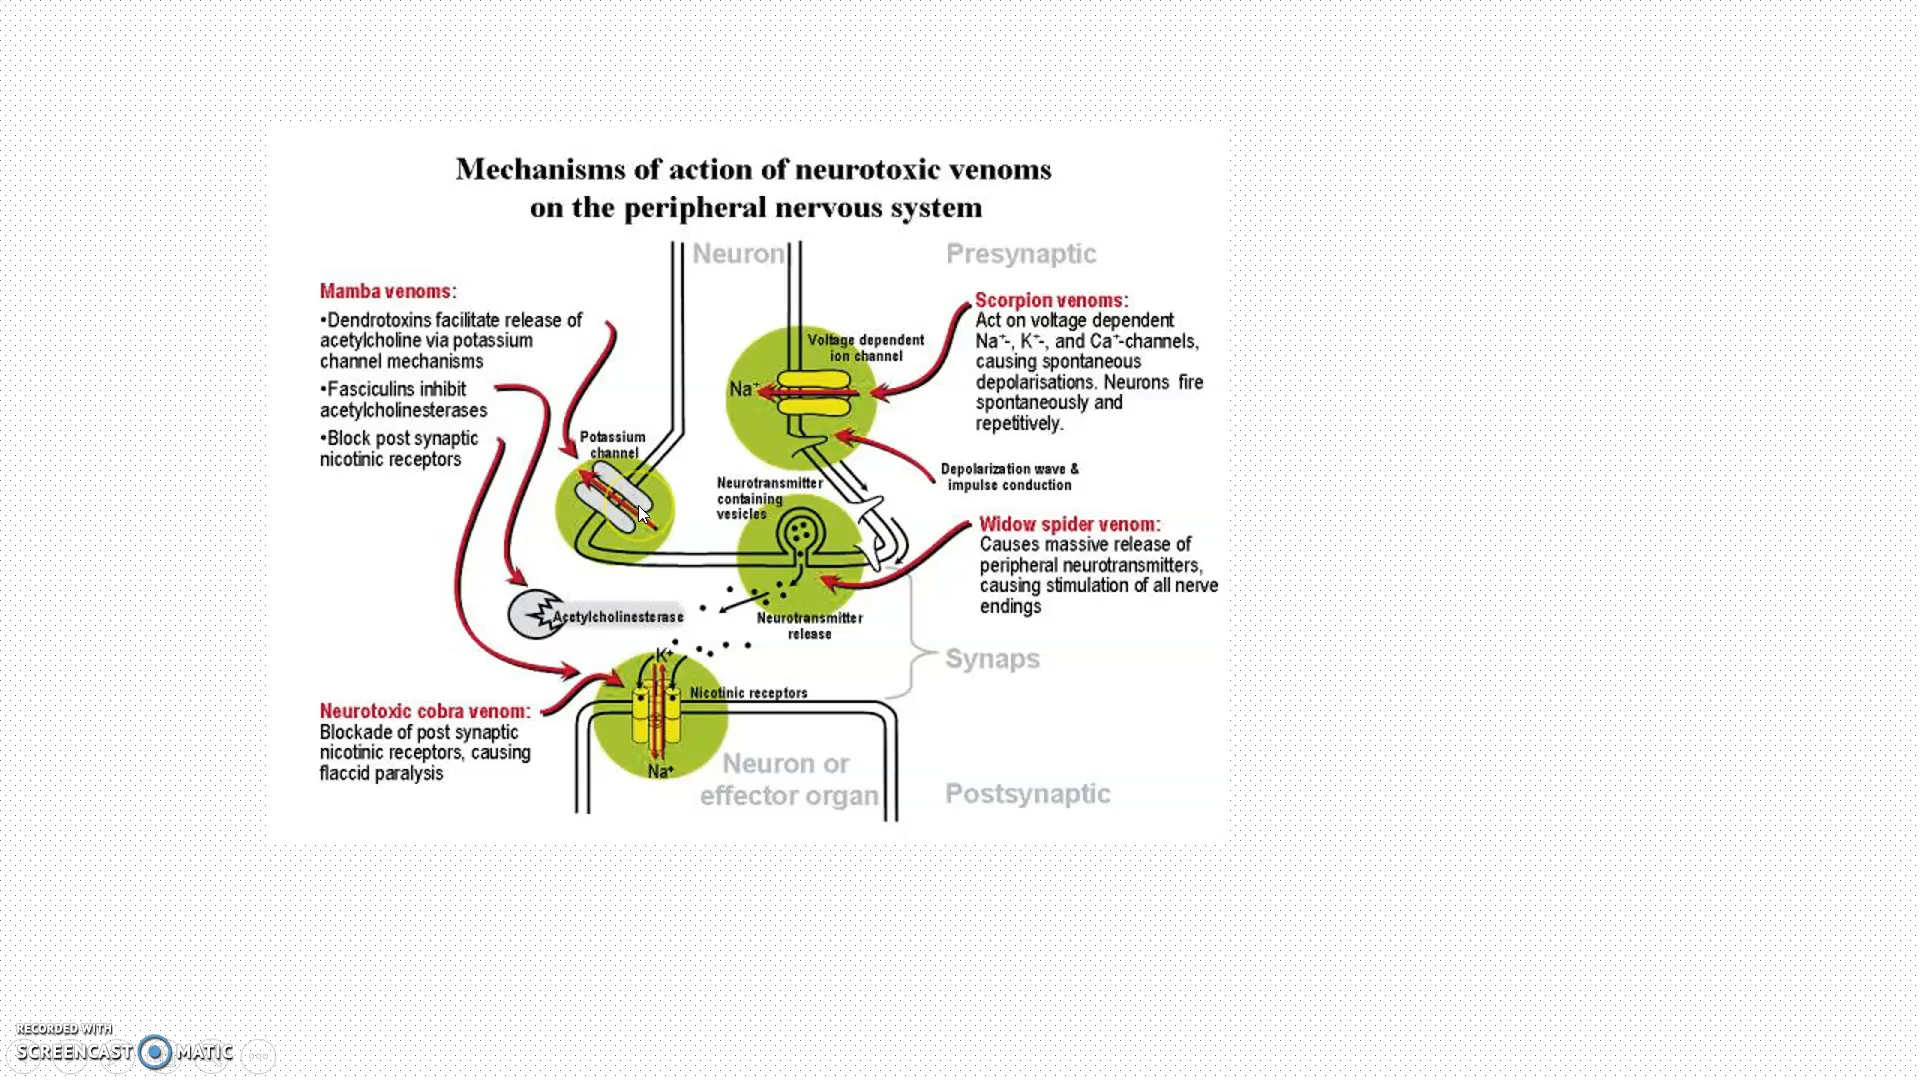 Mechanisms of action of neurotoxic venoms
on the peripheral nervous system
Neuron
Presynaptic
Mamba venoms:
•Dendrotoxins facilitate release of
acetylcholine via potassium
channel mechanisms
•Fasciculins inhibit
acetylcholinesterases
•Block post synaptic
nicotinic receptors
Scorpion venoms:
Act on voltage dependent
Na⁺-, K⁺-, and Ca⁺-channels,
causing spontaneous
depolarisations. Neurons fire
spontaneously and
repetitively.
Voltage dependent
ion channel
Na⁺
Potassium
channel
Depolarization wave &
impulse conduction
Neurotransmitter
containing
vesicles
Widow spider venom:
Causes massive release of
peripheral neurotransmitters,
causing stimulation of all nerve
endings
Acetylcholinesterase
Neurotransmitter
release
Synaps
K⁺
Nicotinic receptors
Neurotoxic cobra venom:
Blockade of post synaptic
nicotinic receptors, causing
flaccid paralysis
Na⁺
Neuron or
effector organ
Postsynaptic
RECORDED WITH
SCREENCAST MATIC